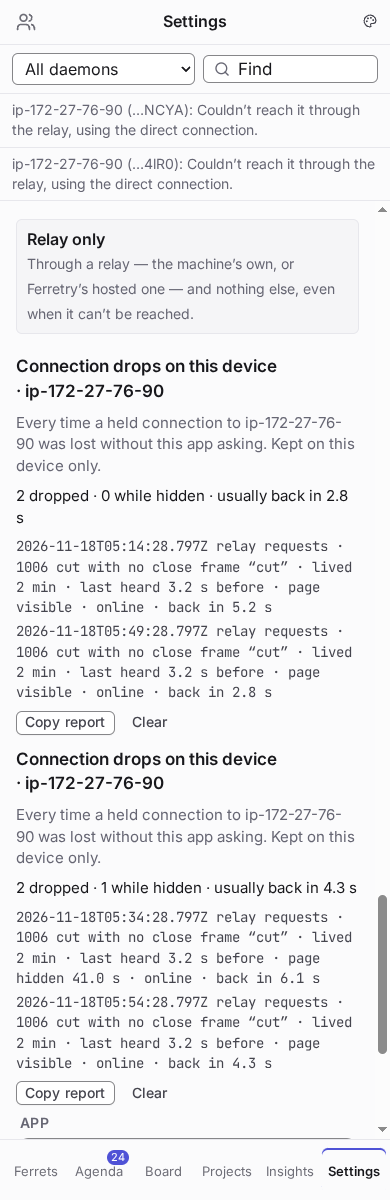 Settings
All daemons
Find
ip-172-27-76-90 (…NCYA): Couldn’t reach it through
the relay, using the direct connection.
ip-172-27-76-90 (…4IR0): Couldn’t reach it through the
relay, using the direct connection.
Relay only
Through a relay — the machine’s own, or
Ferretry’s hosted one — and nothing else, even
when it can’t be reached.
Connection drops on this device
· ip-172-27-76-90
Every time a held connection to ip-172-27-76-
90 was lost without this app asking. Kept on this
device only.
2 dropped · 0 while hidden · usually back in 2.8
s
2026-11-18T05:14:28.797Z relay requests ·
1006 cut with no close frame “cut” · lived
2 min · last heard 3.2 s before · page
visible · online · back in 5.2 s
2026-11-18T05:49:28.797Z relay requests ·
1006 cut with no close frame “cut” · lived
2 min · last heard 3.2 s before · page
visible · online · back in 2.8 s
Copy report Clear
Connection drops on this device
· ip-172-27-76-90
Every time a held connection to ip-172-27-76-
90 was lost without this app asking. Kept on this
device only.
2 dropped · 1 while hidden · usually back in 4.3 s
2026-11-18T05:34:28.797Z relay requests ·
1006 cut with no close frame “cut” · lived
2 min · last heard 3.2 s before · page
hidden 41.0 s · online · back in 6.1 s
2026-11-18T05:54:28.797Z relay requests ·
1006 cut with no close frame “cut” · lived
2 min · last heard 3.2 s before · page
visible · online · back in 4.3 s
Copy report Clear
APP
24
Ferrets Agenda Board Projects Insights Settings